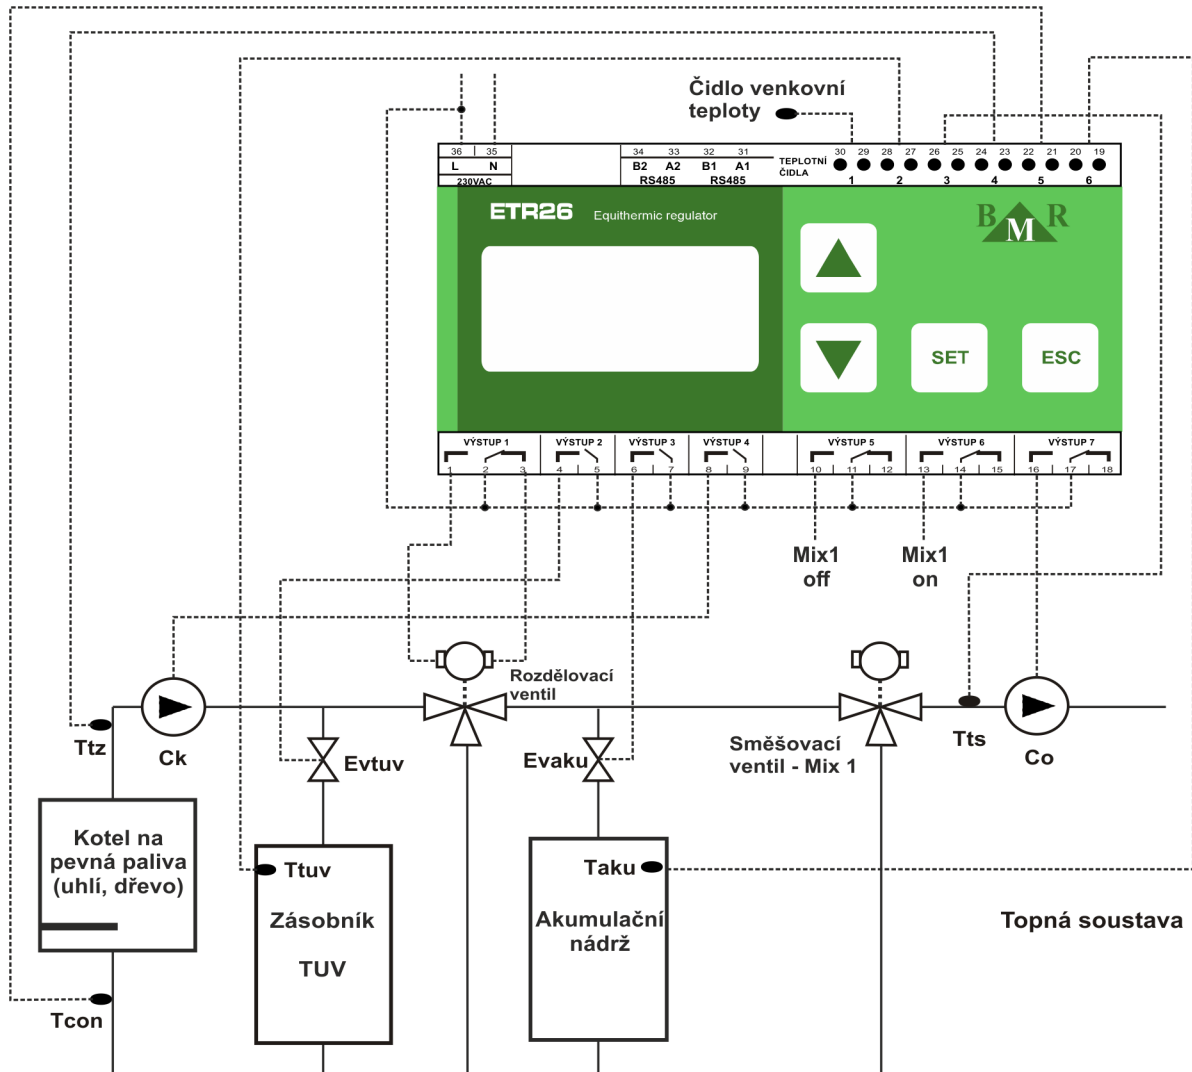 Čidlo venkovní
teploty
36 35 34 33 32 31 30 29 28 27 26 25 24 23 22 21 20 19
L N B2 A2 B1 A1 TEPLOTNÍ
ČIDLA
230VAC RS485 RS485 1 2 3 4 5 6
ETR26 Equithermic regulator
B M R
SET ESC
VÝSTUP 1 VÝSTUP 2 VÝSTUP 3 VÝSTUP 4 VÝSTUP 5 VÝSTUP 6 VÝSTUP 7
1 2 3 4 5 6 7 8 9 10 11 12 13 14 15 16 17 18
Mix1
off
Mix1
on
Rozdělovací
ventil
Ttz
Ck
Evtuv
Evaku
Směšovací
ventil - Mix 1
Tts
Co
Kotel na
pevná paliva
(uhlí, dřevo)
Ttuv
Zásobník
TUV
Taku
Akumulační
nádrž
Topná soustava
Tcon